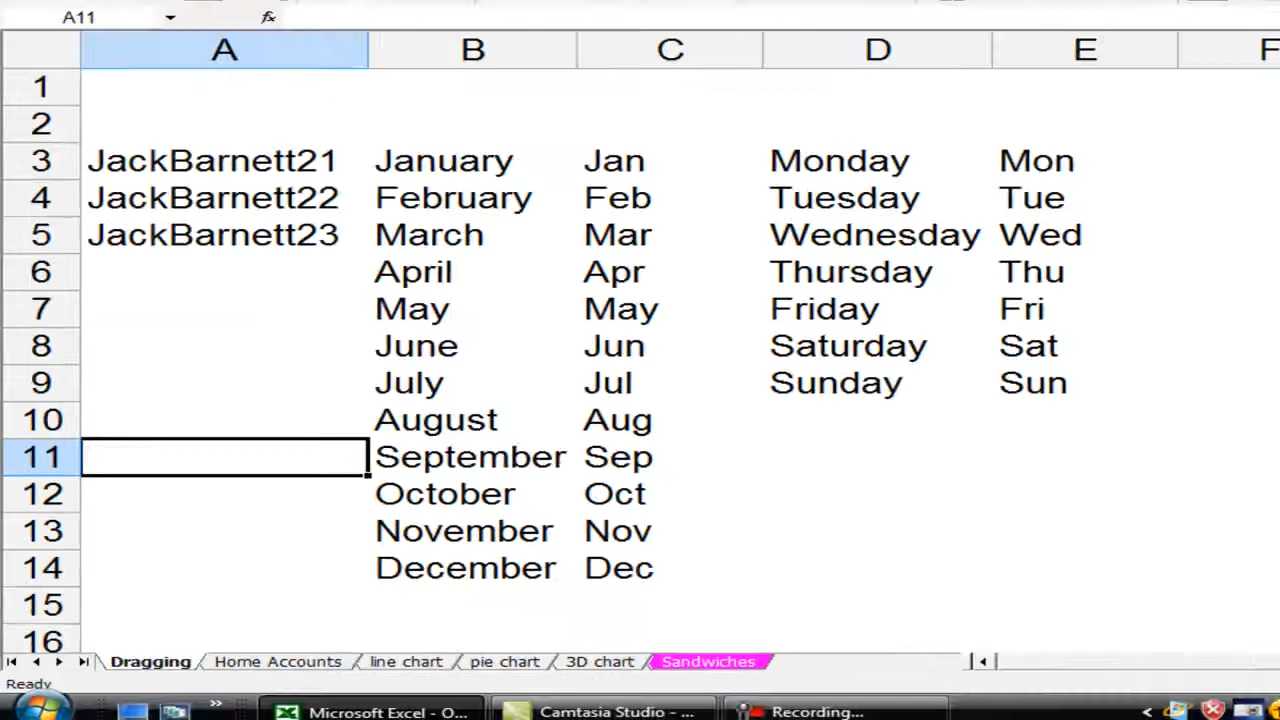 A11 fx
A B C D E F
1
2
3 JackBarnett21 January Jan Monday Mon
4 JackBarnett22 February Feb Tuesday Tue
5 JackBarnett23 March Mar Wednesday Wed
6 April Apr Thursday Thu
7 May May Friday Fri
8 June Jun Saturday Sat
9 July Jul Sunday Sun
10 August Aug
11 September Sep
12 October Oct
13 November Nov
14 December Dec
15
16
Dragging Home Accounts line chart pie chart 3D chart Sandwiches
Ready
Microsoft Excel - O... Camtasia Studio - ... Recording...